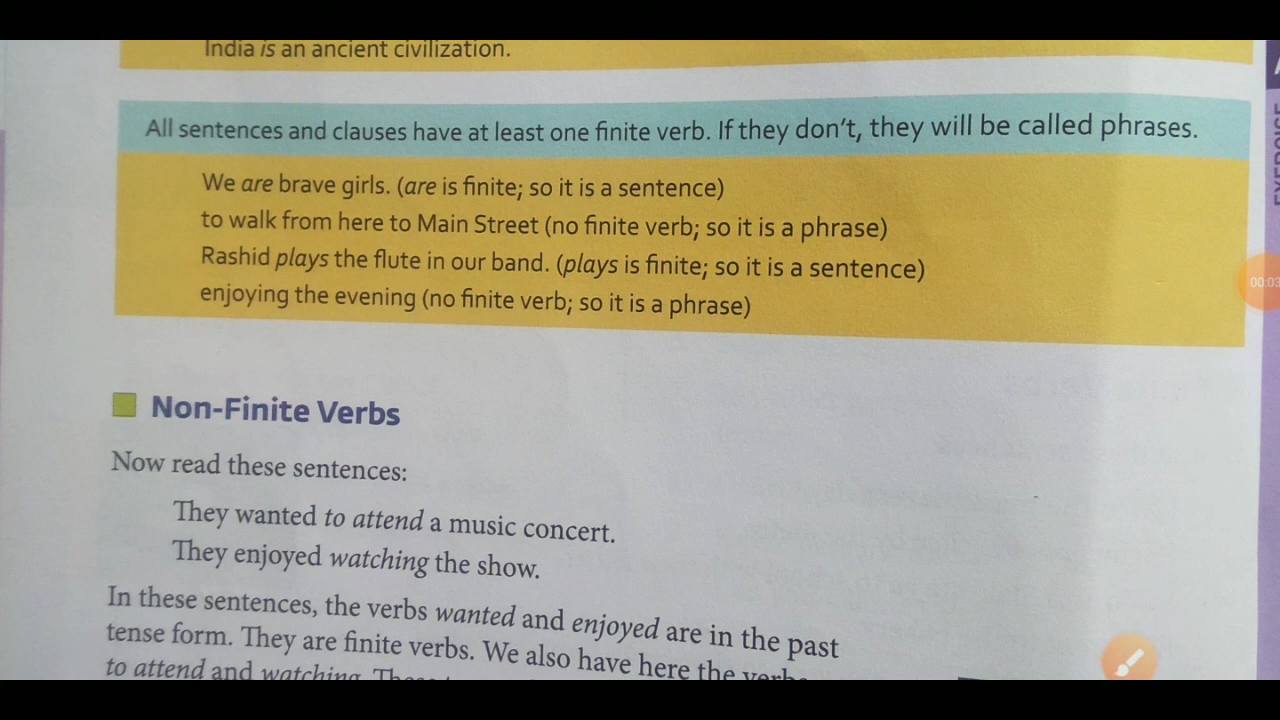 India is an ancient civilization.
All sentences and clauses have at least one finite verb. If they don't, they will be called phrases.
We are brave girls. (are is finite; so it is a sentence)
to walk from here to Main Street (no finite verb; so it is a phrase)
Rashid plays the flute in our band. (plays is finite; so it is a sentence)
enjoying the evening (no finite verb; so it is a phrase)
Non-Finite Verbs
Now read these sentences:
They wanted to attend a music concert.
They enjoyed watching the show.
In these sentences, the verbs wanted and enjoyed are in the past
tense form. They are finite verbs. We also have here the verbs
to attend and watching.
EXERCISE
00:03